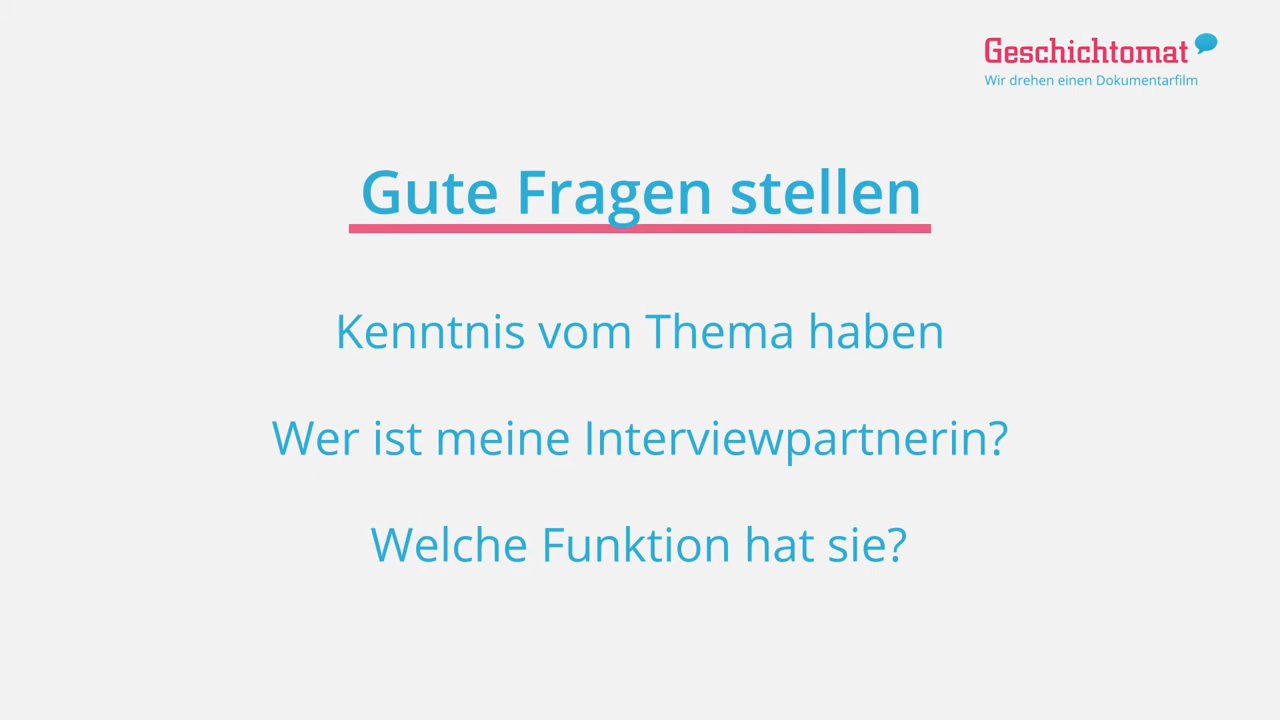 Geschichtomat
Wir drehen einen Dokumentarfilm
Gute Fragen stellen
Kenntnis vom Thema haben
Wer ist meine Interviewpartnerin?
Welche Funktion hat sie?